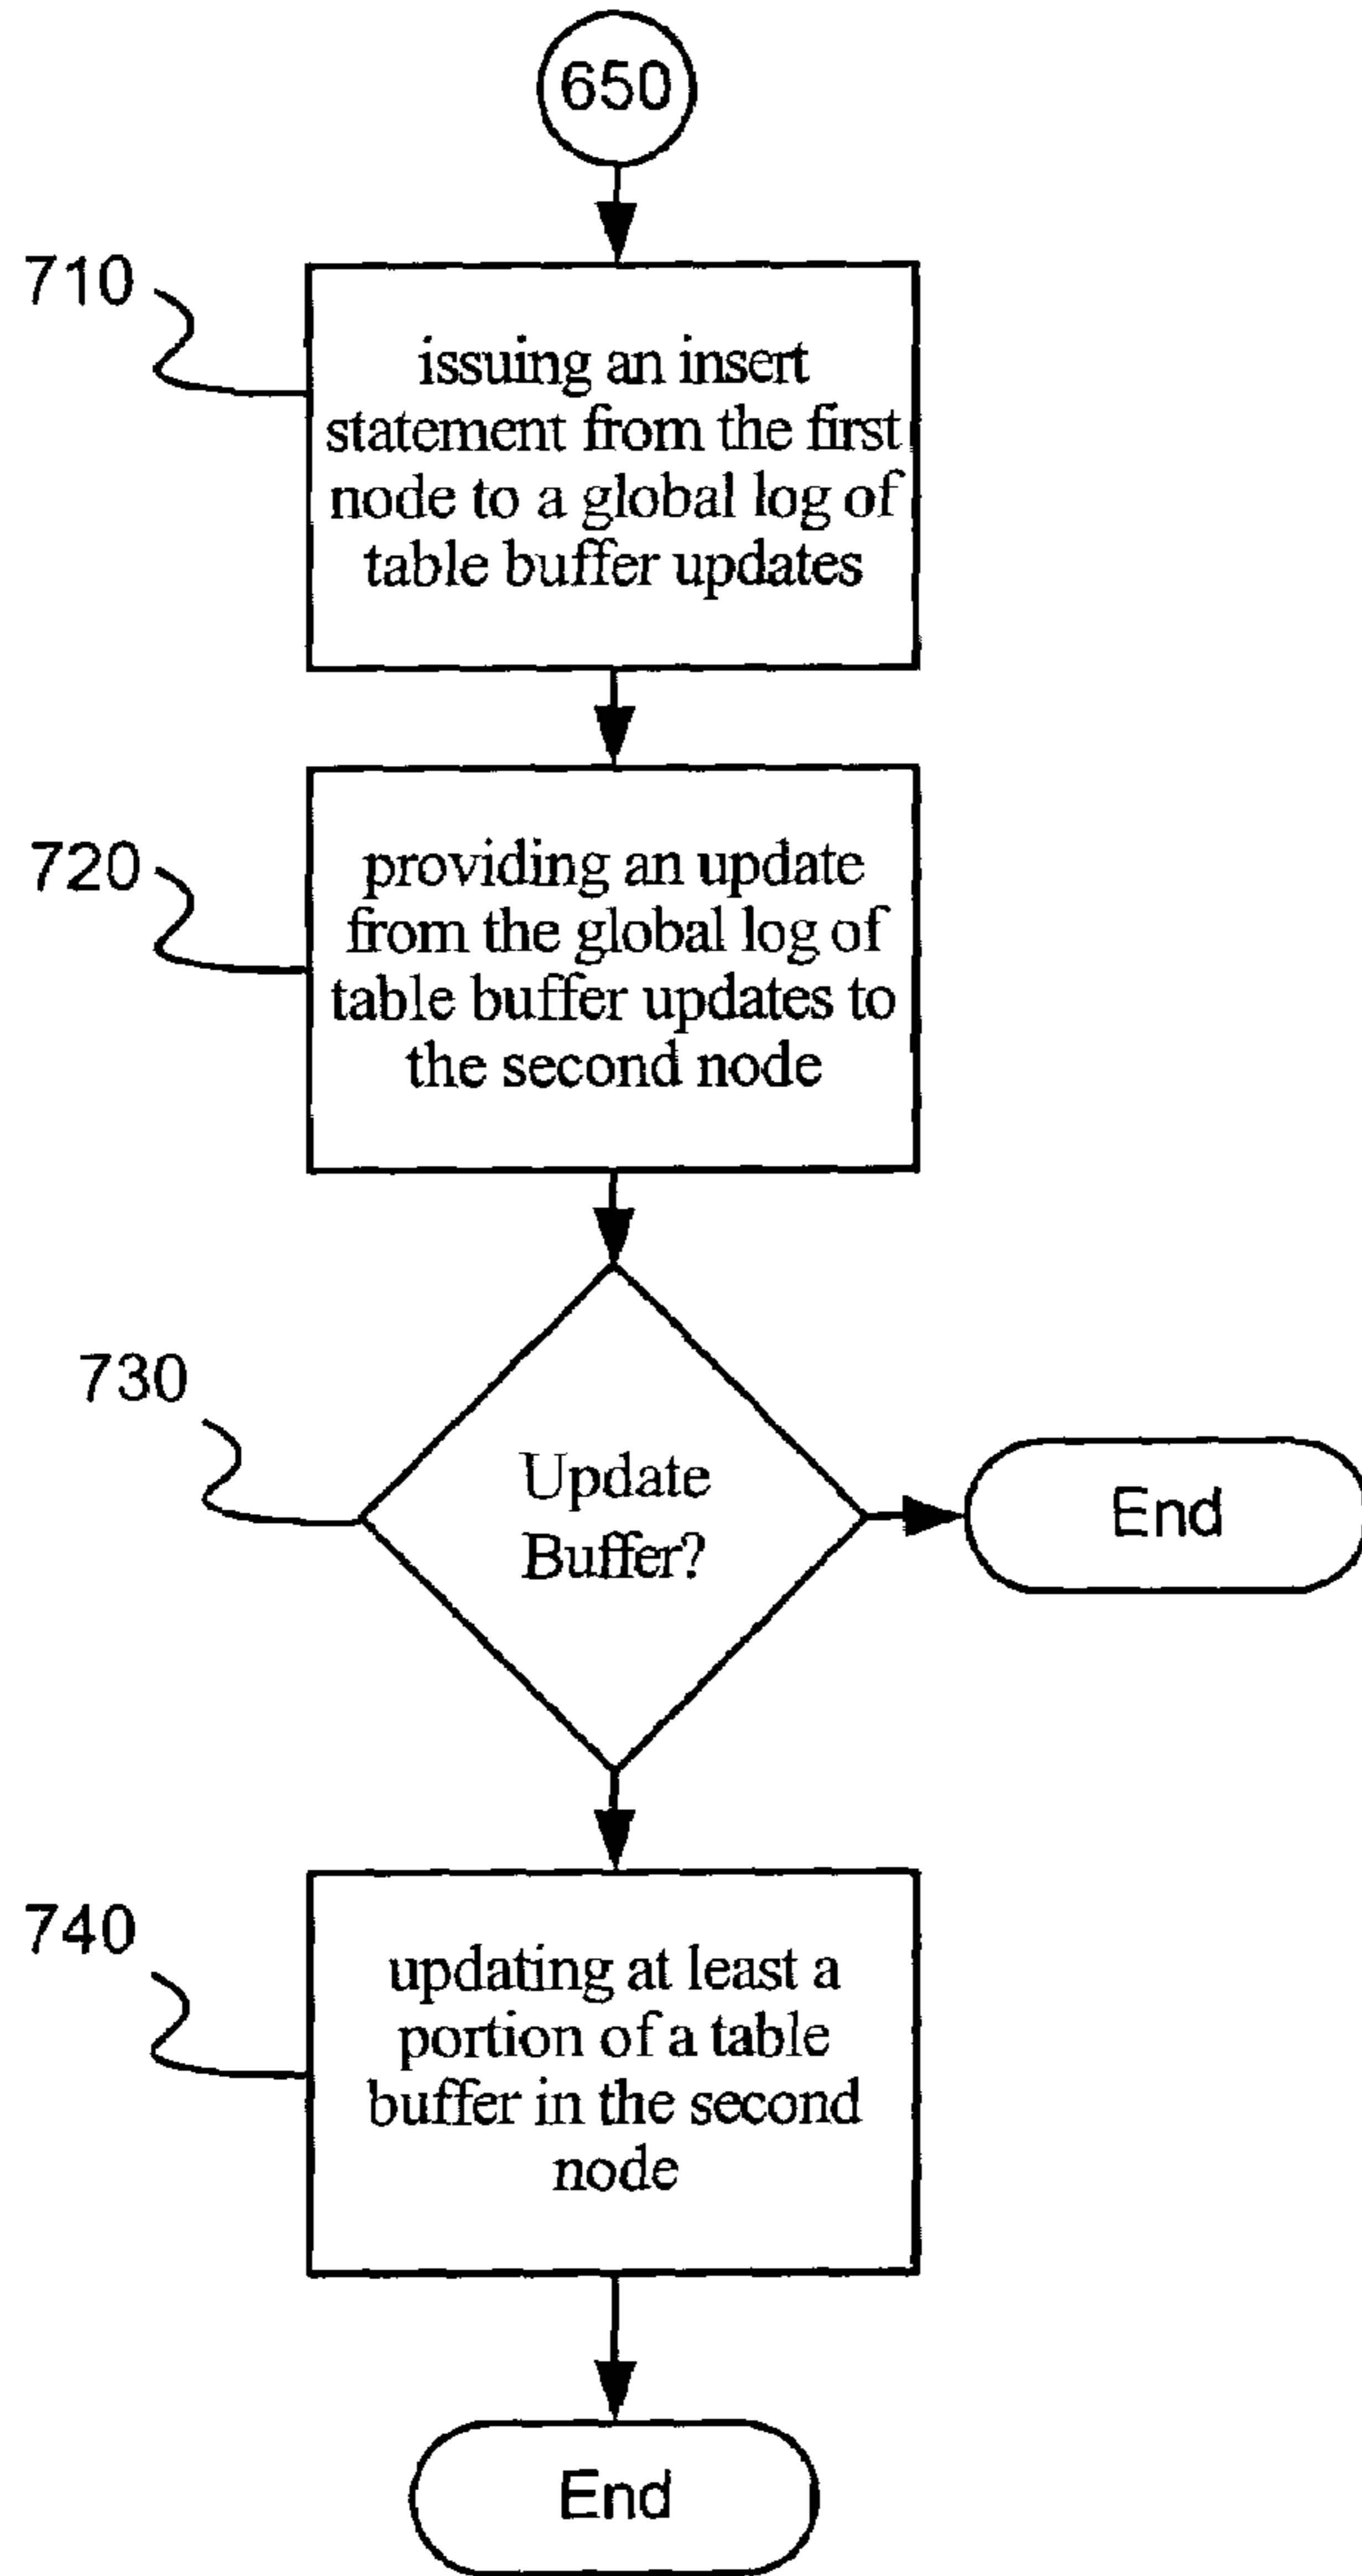 650
710
issuing an insert
statement from the first
node to a global log of
table buffer updates
720
providing an update
from the global log of
table buffer updates to
the second node
730
Update
Buffer?
End
740
updating at least a
portion of a table
buffer in the second
node
End